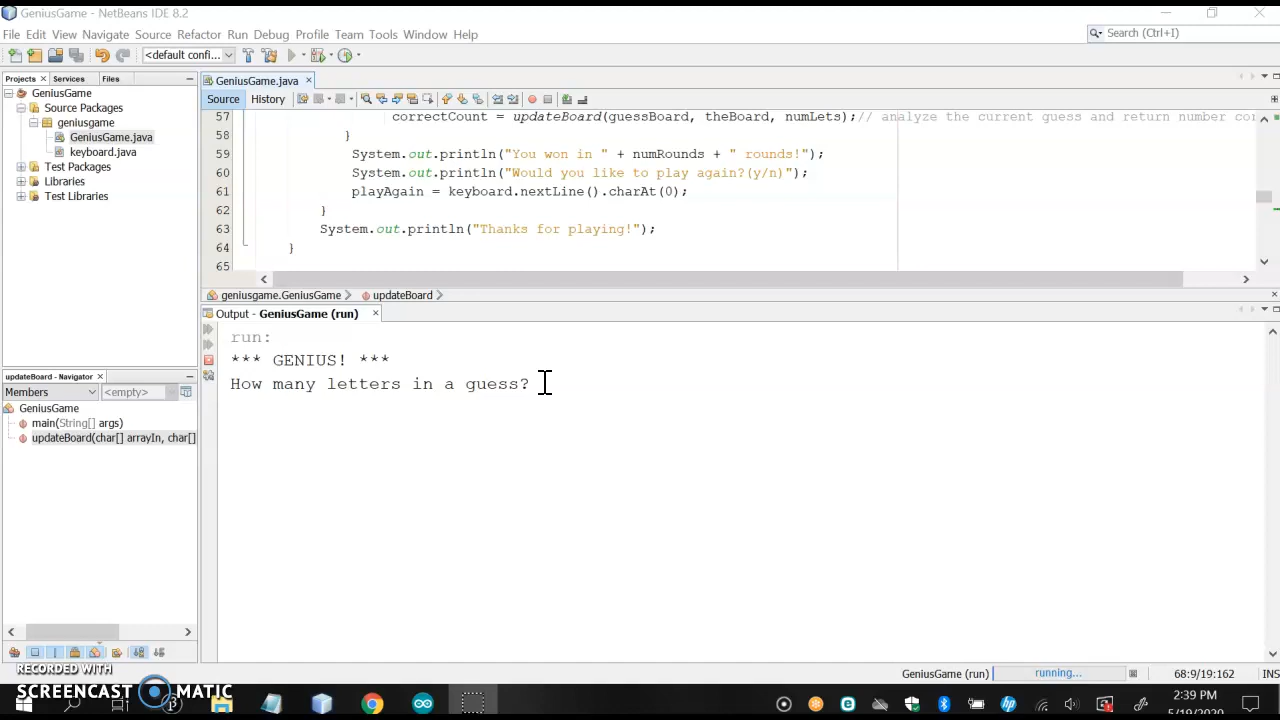 GeniusGame - NetBeans IDE 8.2
File Edit View Navigate Source Refactor Run Debug Profile Team Tools Window Help
Search (Ctrl+I)
<default confi...
Projects Services Files
GeniusGame.java
Source History
GeniusGame
Source Packages
geniusgame
GeniusGame.java
keyboard.java
Test Packages
Libraries
Test Libraries
57 correctCount = updateBoard(guessBoard, theBoard, numLets);// analyze the current guess and return number cor
58 }
59 System.out.println("You won in " + numRounds + " rounds!");
60 System.out.println("Would you like to play again?(y/n)");
61 playAgain = keyboard.nextLine().charAt(0);
62 }
63 System.out.println("Thanks for playing!");
64 }
65
geniusgame.GeniusGame updateBoard
Output - GeniusGame (run)
run:
*** GENIUS! ***
How many letters in a guess?
updateBoard - Navigator
Members <empty>
GeniusGame
main(String[] args)
updateBoard(char[] arrayIn, char[]
GeniusGame (run) running... 68:9/19:162 INS
RECORDED WITH
SCREENCAST MATIC
2:39 PM
5/19/2020